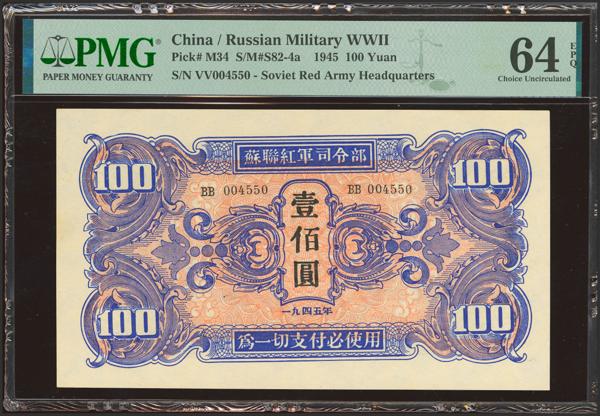 PMG
PAPER MONEY GUARANTY
China / Russian Military WWII
Pick# M34 S/M#S82-4a 1945 100 Yuan
S/N VV004550 - Soviet Red Army Headquarters
64 EPQ
Choice Uncirculated
蘇聯紅軍司令部
100 100
BB 004550 BB 004550
壹佰圓
一九四五年
100 100
為一切支付必使用